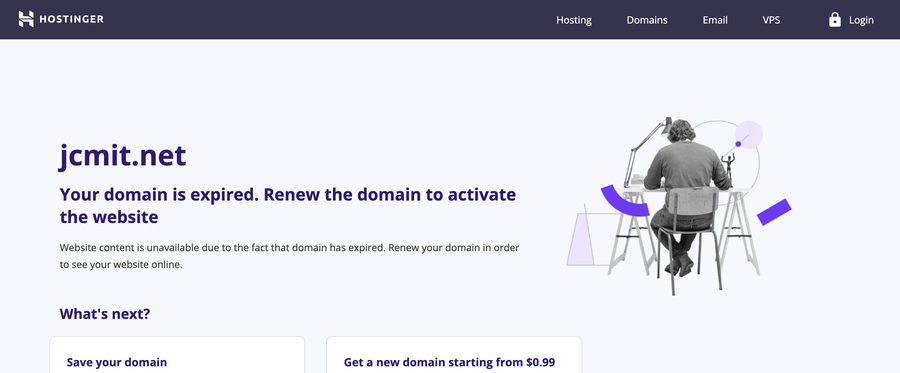 HOSTINGER
Hosting Domains Email VPS Login
jcmit.net
Your domain is expired. Renew the domain to activate
the website
Website content is unavailable due to the fact that domain has expired. Renew your domain in order
to see your website online.
What's next?
Save your domain
Get a new domain starting from $0.99